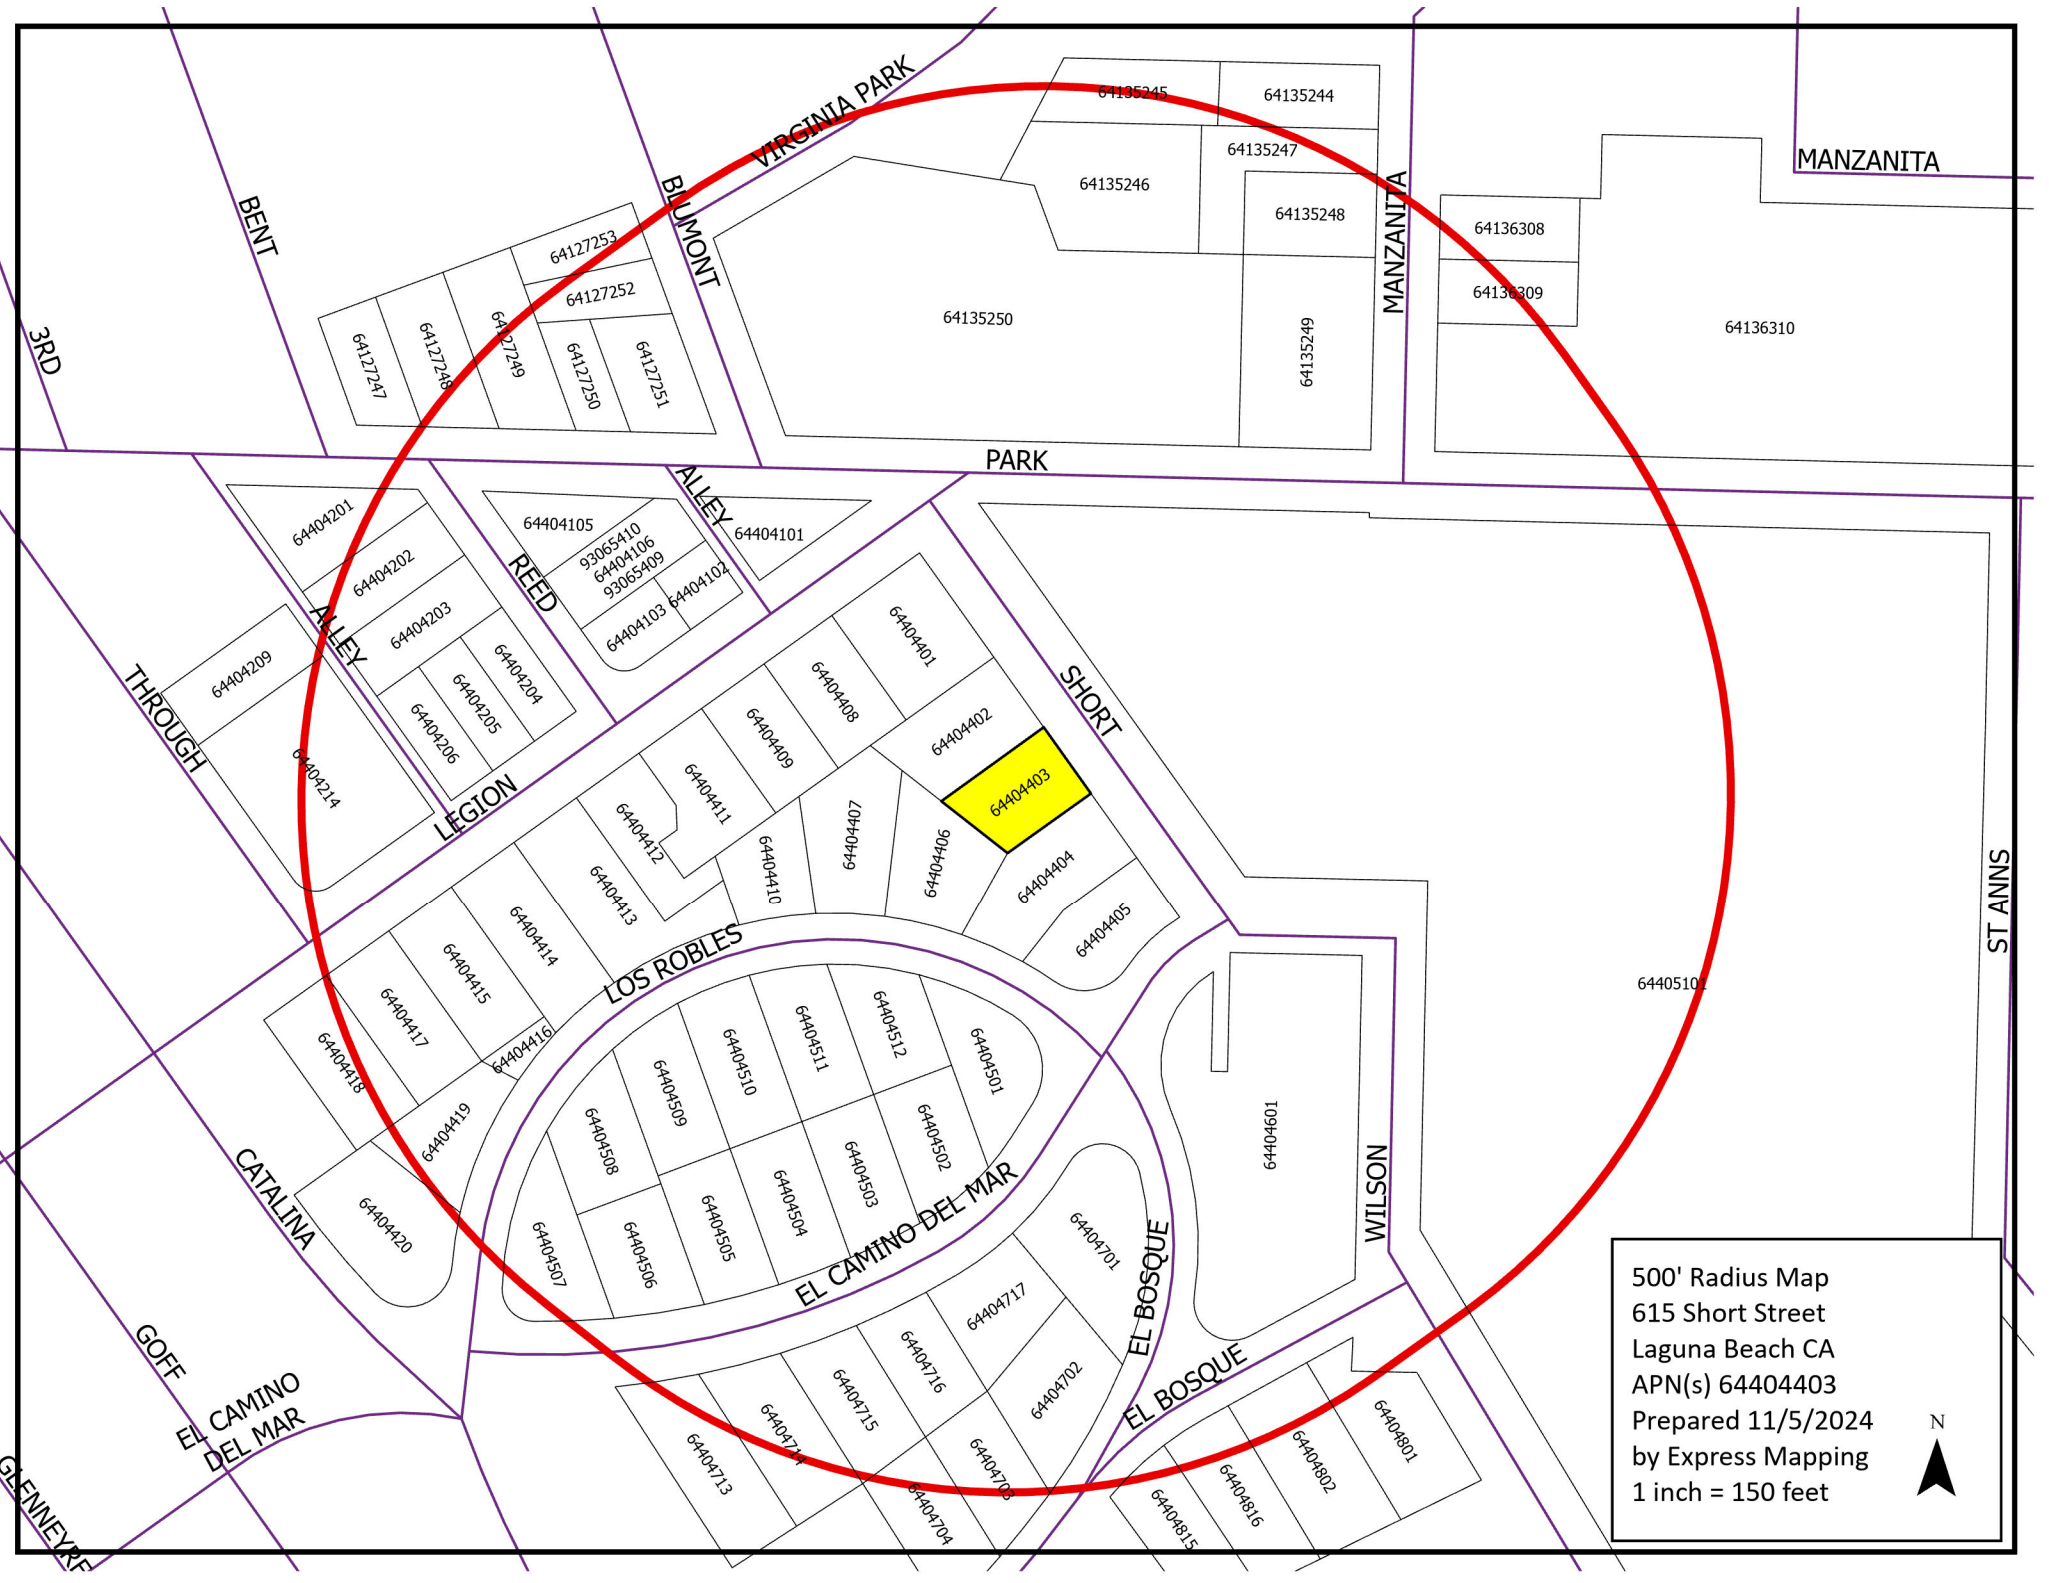 VIRGINIA PARK
BENT
BLUMONT
3RD
MANZANITA
MANZANITA
64135245
64135244
64135247
64135246
64135248
64135250
64135249
64136308
64136309
64136310
64127253
64127252
64127247
64127248
64127249
64127250
64127251
PARK
ALLEY
REED
ALLEY
THROUGH
LEGION
SHORT
ST ANNS
64404201
64404202
64404203
64404204
64404205
64404206
64404209
64404214
64404105
93065410
64404106
93065409
64404102
64404103
64404101
64404401
64404408
64404402
64404409
64404403
64404411
64404412
64404407
64404406
64404410
64404404
64404405
64404413
64404414
64404415
64404416
64404417
64404418
64404419
64404420
LOS ROBLES
64405101
64404512
64404511
64404510
64404509
64404508
64404501
64404502
64404503
64404504
64404505
64404506
64404507
64404601
WILSON
CATALINA
GOFF
EL CAMINO
DEL MAR
GLENNEYRE
EL CAMINO DEL MAR
EL BOSQUE
EL BOSQUE
64404701
64404717
64404716
64404702
64404715
64404714
64404713
64404703
64404704
64404801
64404802
64404816
64404815
500' Radius Map
615 Short Street
Laguna Beach CA
APN(s) 64404403
Prepared 11/5/2024
by Express Mapping
1 inch = 150 feet
N